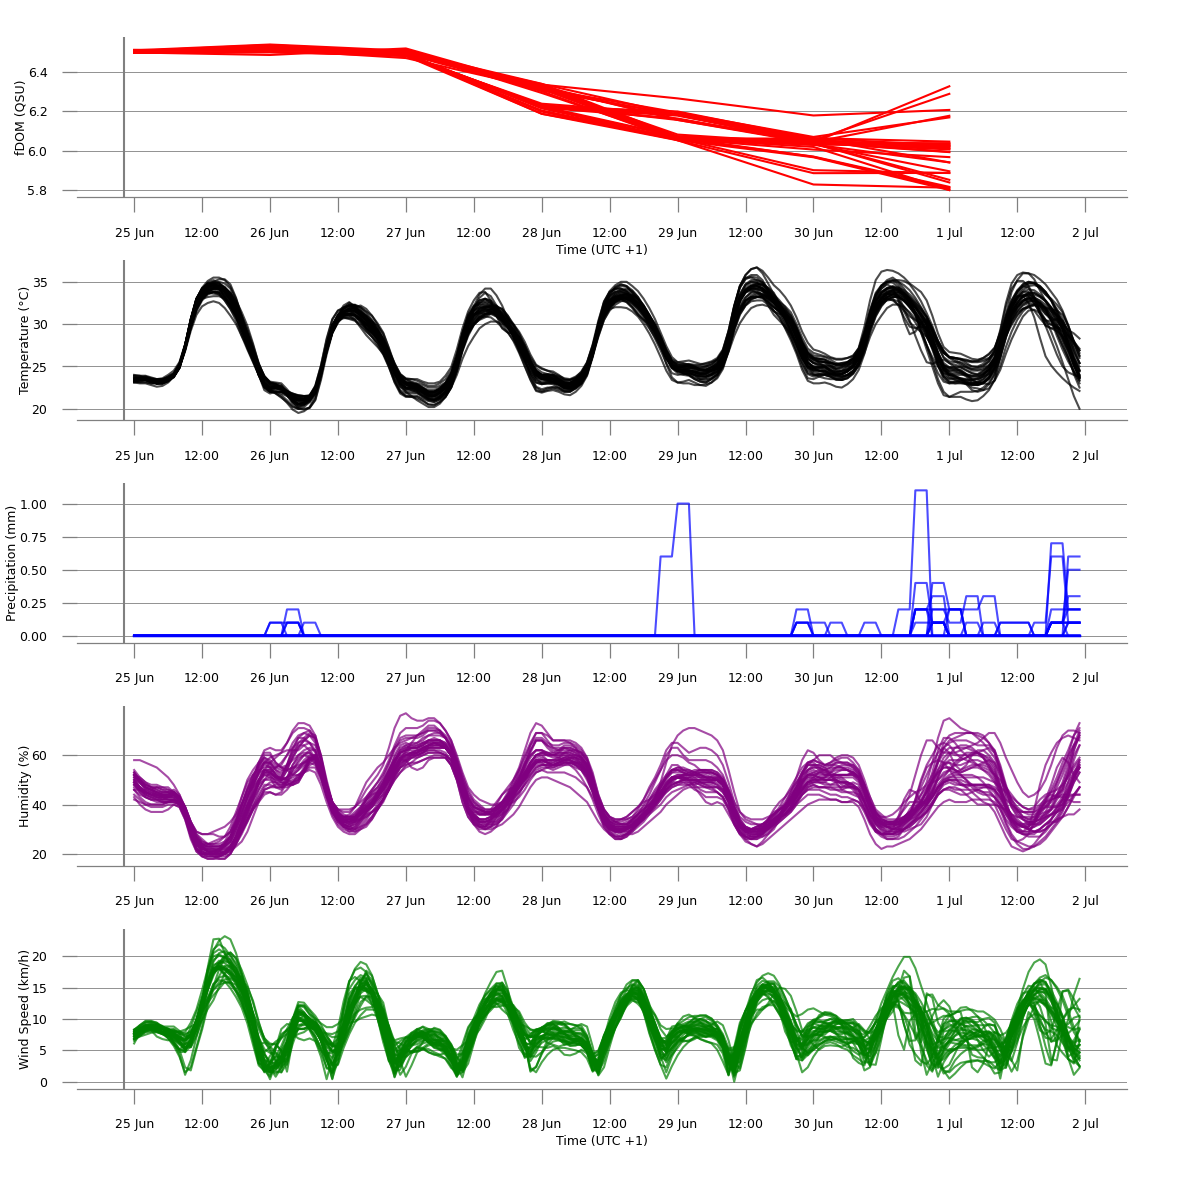 fDOM (QSU)
6.4
6.2
6.0
5.8
25 Jun 12:00 26 Jun 12:00 27 Jun 12:00 28 Jun 12:00 29 Jun 12:00 30 Jun 12:00 1 Jul 12:00 2 Jul
Time (UTC +1)
Temperature (°C)
35
30
25
20
25 Jun 12:00 26 Jun 12:00 27 Jun 12:00 28 Jun 12:00 29 Jun 12:00 30 Jun 12:00 1 Jul 12:00 2 Jul
Precipitation (mm)
1.00
0.75
0.50
0.25
0.00
25 Jun 12:00 26 Jun 12:00 27 Jun 12:00 28 Jun 12:00 29 Jun 12:00 30 Jun 12:00 1 Jul 12:00 2 Jul
Humidity (%)
60
40
20
25 Jun 12:00 26 Jun 12:00 27 Jun 12:00 28 Jun 12:00 29 Jun 12:00 30 Jun 12:00 1 Jul 12:00 2 Jul
Wind Speed (km/h)
20
15
10
5
0
25 Jun 12:00 26 Jun 12:00 27 Jun 12:00 28 Jun 12:00 29 Jun 12:00 30 Jun 12:00 1 Jul 12:00 2 Jul
Time (UTC +1)